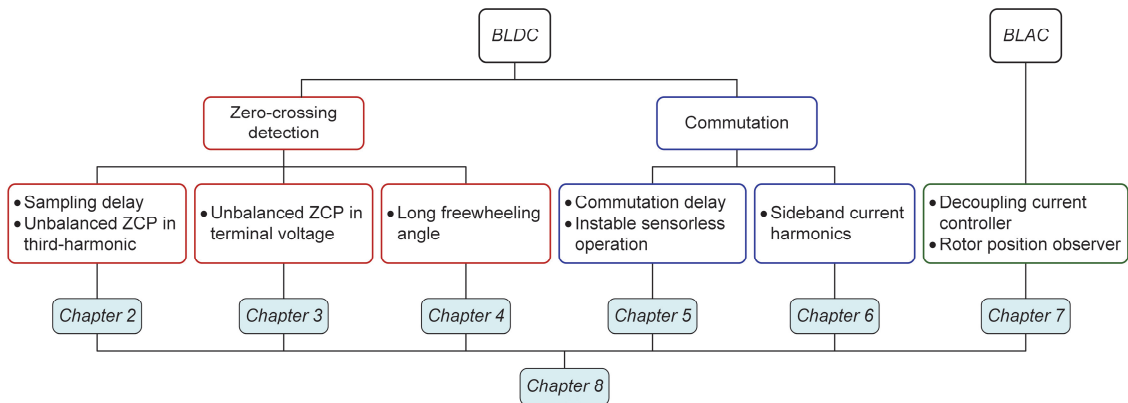 BLDC
BLAC
Zero-crossing
detection
Commutation
•Sampling delay
•Unbalanced ZCP in
third-harmonic
•Unbalanced ZCP in
terminal voltage
•Long freewheeling
angle
•Commutation delay
•Instable sensorless
operation
•Sideband current
harmonics
•Decoupling current
controller
•Rotor position observer
Chapter 2
Chapter 3
Chapter 4
Chapter 5
Chapter 6
Chapter 7
Chapter 8